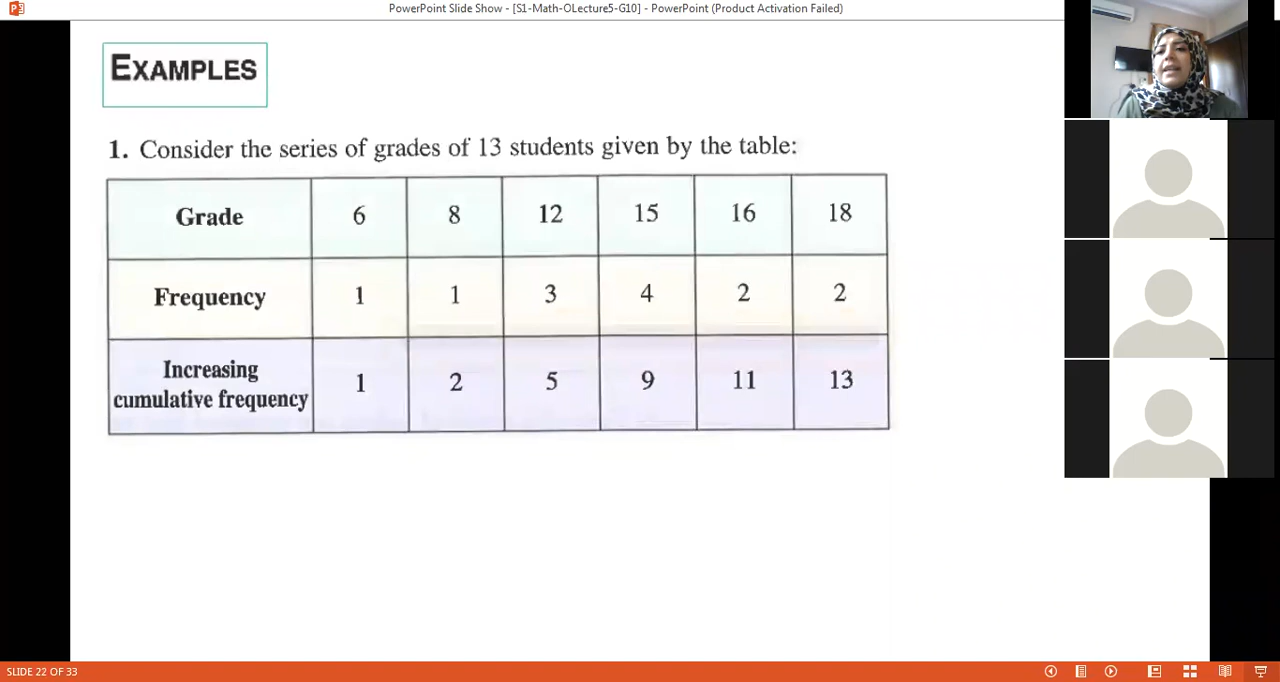 PowerPoint Slide Show - [S1-Math-OLecture5-G10] - PowerPoint (Product Activation Failed)
EXAMPLES
1. Consider the series of grades of 13 students given by the table:
Grade 6 8 12 15 16 18
Frequency 1 1 3 4 2 2
Increasing
cumulative frequency 1 2 5 9 11 13
SLIDE 22 OF 33